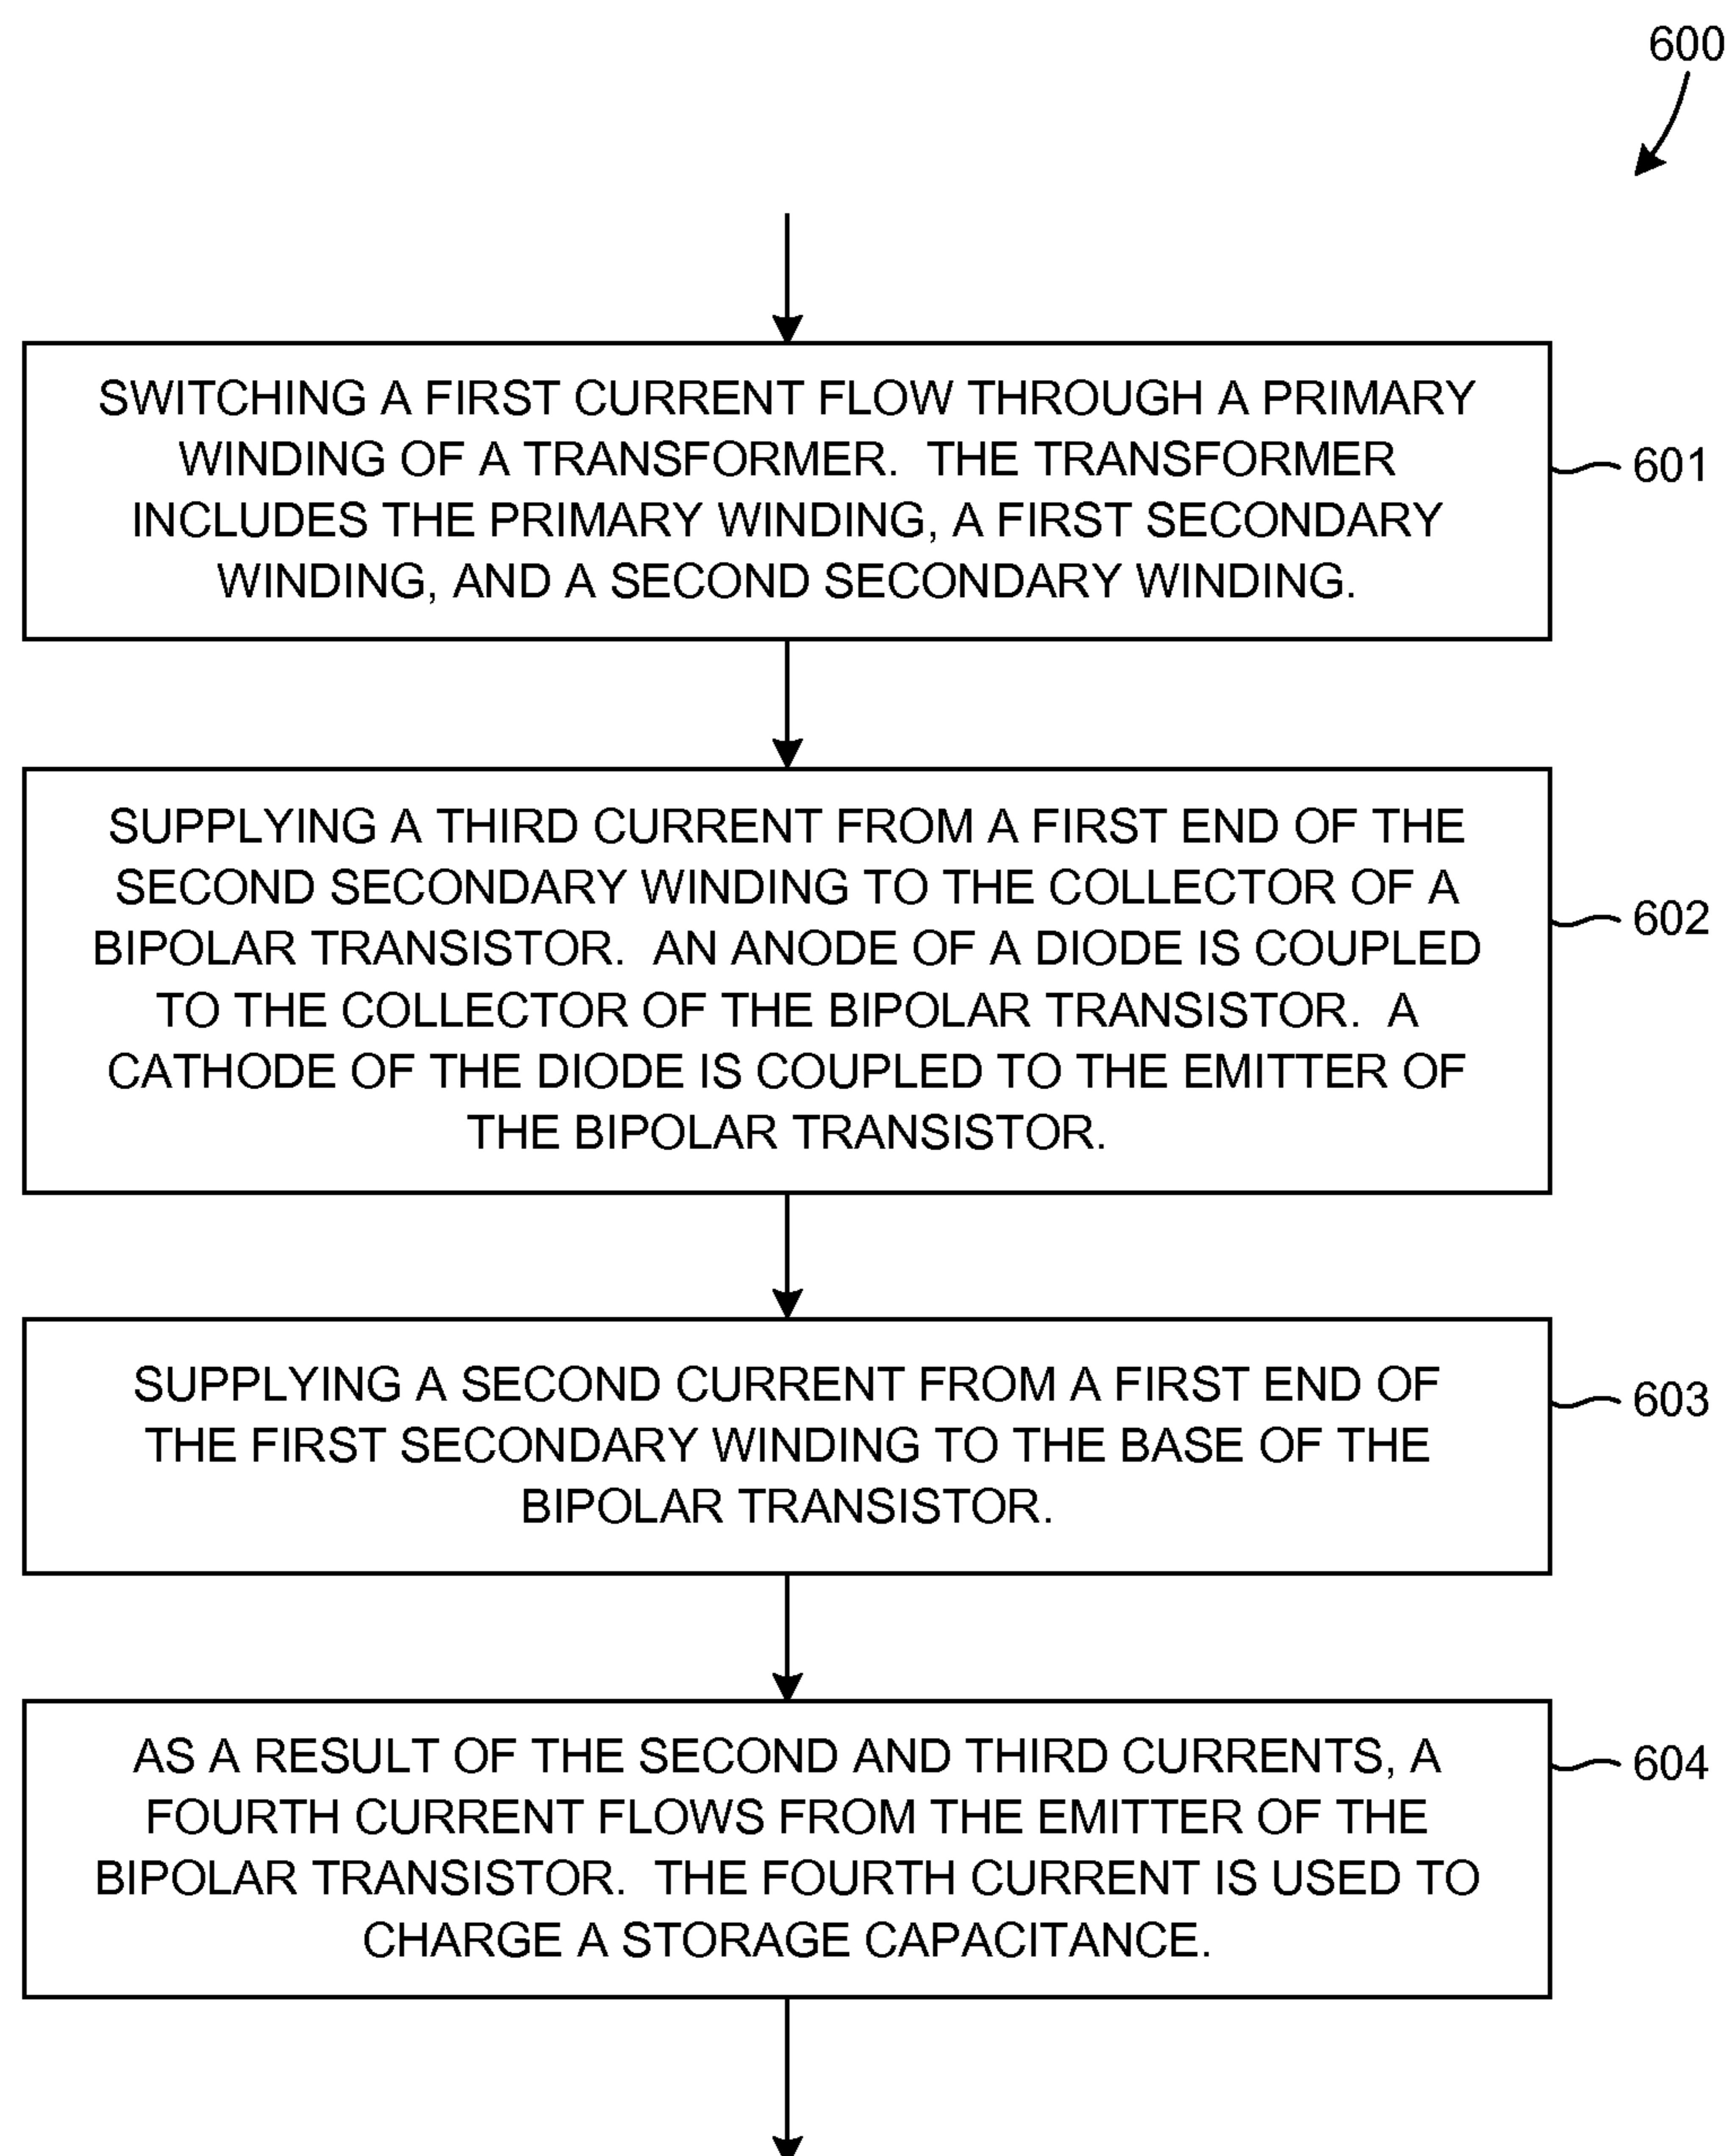 600
SWITCHING A FIRST CURRENT FLOW THROUGH A PRIMARY
WINDING OF A TRANSFORMER. THE TRANSFORMER
INCLUDES THE PRIMARY WINDING, A FIRST SECONDARY
WINDING, AND A SECOND SECONDARY WINDING.
601
SUPPLYING A THIRD CURRENT FROM A FIRST END OF THE
SECOND SECONDARY WINDING TO THE COLLECTOR OF A
BIPOLAR TRANSISTOR. AN ANODE OF A DIODE IS COUPLED
TO THE COLLECTOR OF THE BIPOLAR TRANSISTOR. A
CATHODE OF THE DIODE IS COUPLED TO THE EMITTER OF
THE BIPOLAR TRANSISTOR.
602
SUPPLYING A SECOND CURRENT FROM A FIRST END OF
THE FIRST SECONDARY WINDING TO THE BASE OF THE
BIPOLAR TRANSISTOR.
603
AS A RESULT OF THE SECOND AND THIRD CURRENTS, A
FOURTH CURRENT FLOWS FROM THE EMITTER OF THE
BIPOLAR TRANSISTOR. THE FOURTH CURRENT IS USED TO
CHARGE A STORAGE CAPACITANCE.
604